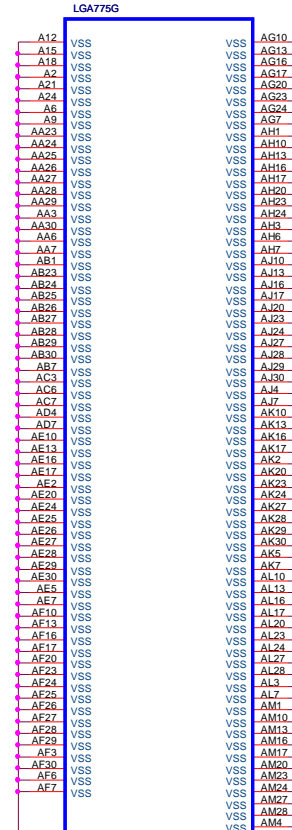 LGA775G
A12 VSS VSS AG10
A15 VSS VSS AG13
A18 VSS VSS AG16
A2 VSS VSS AG17
A21 VSS VSS AG20
A24 VSS VSS AG23
A6 VSS VSS AG24
A9 VSS VSS AG7
AA23 VSS VSS AH1
AA24 VSS VSS AH10
AA25 VSS VSS AH13
AA26 VSS VSS AH16
AA27 VSS VSS AH17
AA28 VSS VSS AH20
AA29 VSS VSS AH23
AA3 VSS VSS AH24
AA30 VSS VSS AH3
AA6 VSS VSS AH6
AA7 VSS VSS AH7
AB1 VSS VSS AJ10
AB23 VSS VSS AJ13
AB24 VSS VSS AJ16
AB25 VSS VSS AJ17
AB26 VSS VSS AJ20
AB27 VSS VSS AJ23
AB28 VSS VSS AJ24
AB29 VSS VSS AJ27
AB30 VSS VSS AJ28
AB7 VSS VSS AJ29
AC3 VSS VSS AJ30
AC6 VSS VSS AJ4
AC7 VSS VSS AJ7
AD4 VSS VSS AK10
AD7 VSS VSS AK13
AE10 VSS VSS AK16
AE13 VSS VSS AK17
AE16 VSS VSS AK2
AE17 VSS VSS AK20
AE2 VSS VSS AK23
AE20 VSS VSS AK24
AE24 VSS VSS AK27
AE25 VSS VSS AK28
AE26 VSS VSS AK29
AE27 VSS VSS AK30
AE28 VSS VSS AK5
AE29 VSS VSS AK7
AE30 VSS VSS AL10
AE5 VSS VSS AL13
AE7 VSS VSS AL16
AF10 VSS VSS AL17
AF13 VSS VSS AL20
AF16 VSS VSS AL23
AF17 VSS VSS AL24
AF20 VSS VSS AL27
AF23 VSS VSS AL28
AF24 VSS VSS AL3
AF25 VSS VSS AL7
AF26 VSS VSS AM1
AF27 VSS VSS AM10
AF28 VSS VSS AM13
AF29 VSS VSS AM16
AF3 VSS VSS AM17
AF30 VSS VSS AM20
AF6 VSS VSS AM23
AF7 VSS VSS AM24
VSS AM27
VSS AM28
VSS AM4